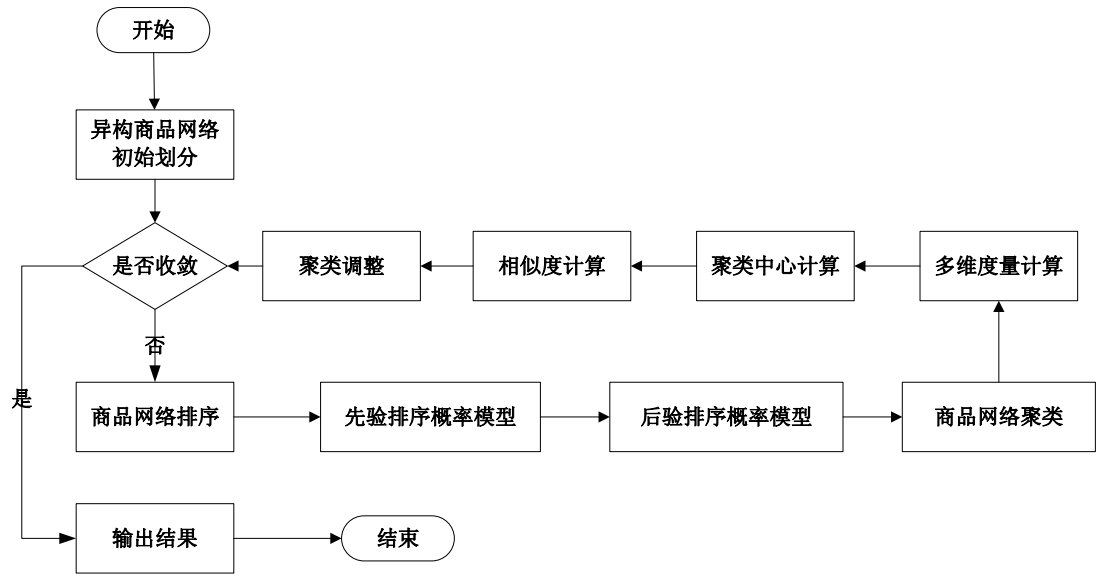 开始
异构商品网络
初始划分
是否收敛
聚类调整
相似度计算
聚类中心计算
多维度量计算
否
是
商品网络排序
先验排序概率模型
后验排序概率模型
商品网络聚类
输出结果
结束